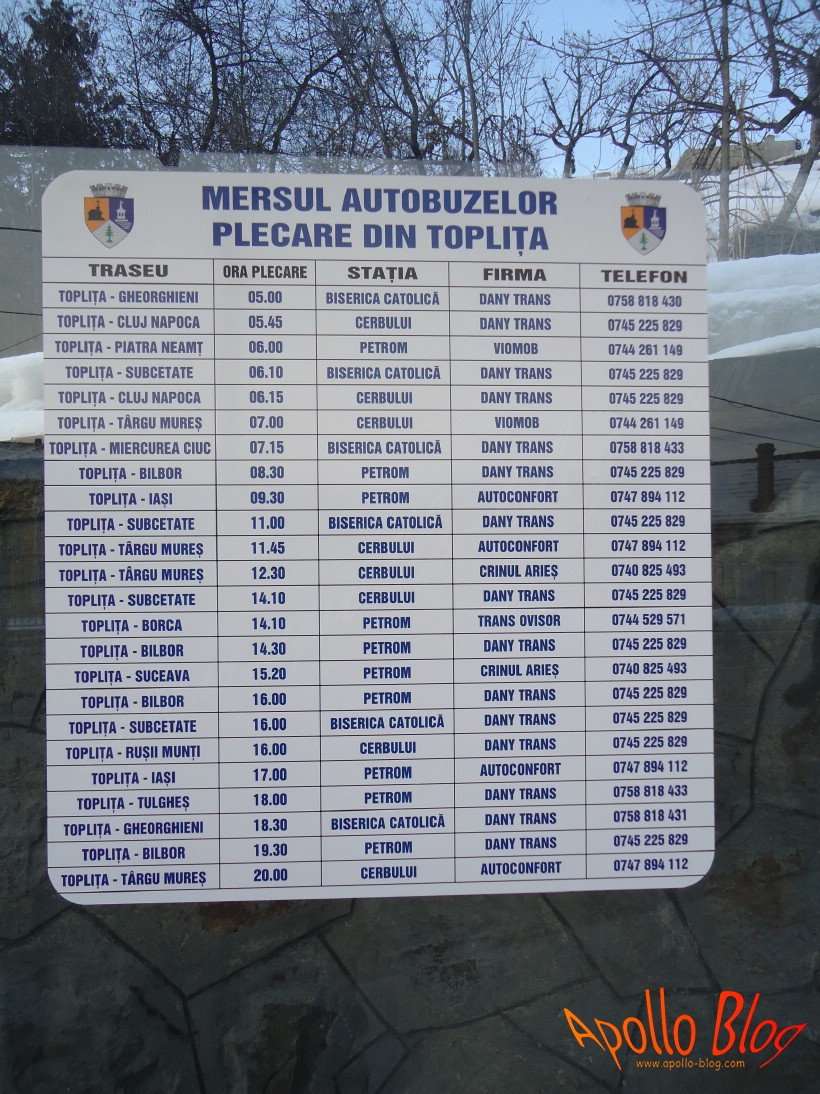 MERSUL AUTOBUZELOR
PLECARE DIN TOPLIȚA
TRASEU ORA PLECARE STAȚIA FIRMA TELEFON
TOPLIȚA - GHEORGHIENI 05.00 BISERICA CATOLICĂ DANY TRANS 0758 818 430
TOPLIȚA - CLUJ NAPOCA 05.45 CERBULUI DANY TRANS 0745 225 829
TOPLIȚA - PIATRA NEAMȚ 06.00 PETROM VIOMOB 0744 261 149
TOPLIȚA - SUBCETATE 06.10 BISERICA CATOLICĂ DANY TRANS 0745 225 829
TOPLIȚA - CLUJ NAPOCA 06.15 CERBULUI DANY TRANS 0745 225 829
TOPLIȚA - TÂRGU MUREȘ 07.00 CERBULUI VIOMOB 0744 261 149
TOPLIȚA - MIERCUREA CIUC 07.15 BISERICA CATOLICĂ DANY TRANS 0758 818 433
TOPLIȚA - BILBOR 08.30 PETROM DANY TRANS 0745 225 829
TOPLIȚA - IAȘI 09.30 PETROM AUTOCONFORT 0747 894 112
TOPLIȚA - SUBCETATE 11.00 BISERICA CATOLICĂ DANY TRANS 0745 225 829
TOPLIȚA - TÂRGU MUREȘ 11.45 CERBULUI AUTOCONFORT 0747 894 112
TOPLIȚA - TÂRGU MUREȘ 12.30 CERBULUI CRINUL ARIEȘ 0740 825 493
TOPLIȚA - SUBCETATE 14.10 CERBULUI DANY TRANS 0745 225 829
TOPLIȚA - BORCA 14.10 PETROM TRANS OVISOR 0744 529 571
TOPLIȚA - BILBOR 14.30 PETROM DANY TRANS 0745 225 829
TOPLIȚA - SUCEAVA 15.20 PETROM CRINUL ARIEȘ 0740 825 493
TOPLIȚA - BILBOR 16.00 PETROM DANY TRANS 0745 225 829
TOPLIȚA - SUBCETATE 16.00 BISERICA CATOLICĂ DANY TRANS 0745 225 829
TOPLIȚA - RUȘII MUNȚI 16.00 CERBULUI DANY TRANS 0745 225 829
TOPLIȚA - IAȘI 17.00 PETROM AUTOCONFORT 0747 894 112
TOPLIȚA - TULGHEȘ 18.00 PETROM DANY TRANS 0758 818 433
TOPLIȚA - GHEORGHIENI 18.30 BISERICA CATOLICĂ DANY TRANS 0758 818 431
TOPLIȚA - BILBOR 19.30 PETROM DANY TRANS 0745 225 829
TOPLIȚA - TÂRGU MUREȘ 20.00 CERBULUI AUTOCONFORT 0747 894 112
Apollo Blog
www.apollo-blog.com